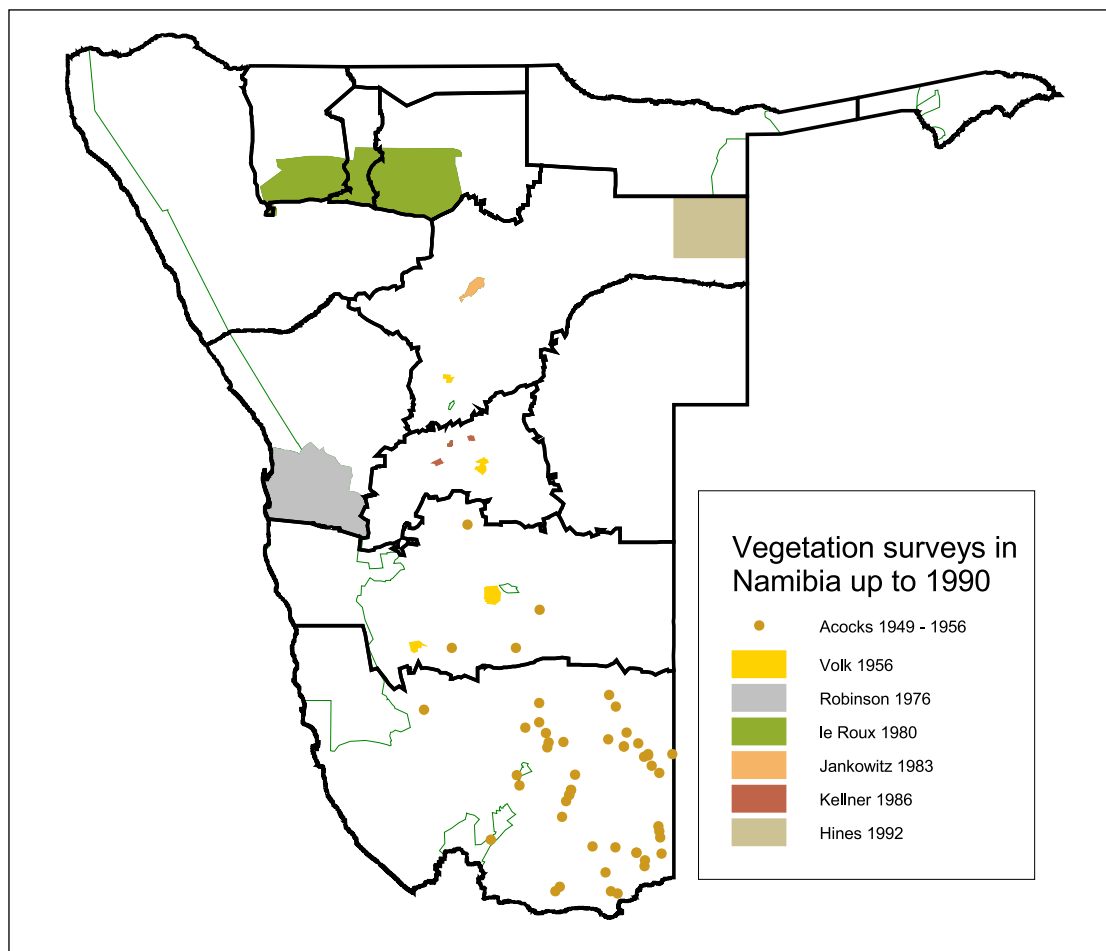 Vegetation surveys in
Namibia up to 1990
Acocks 1949 - 1956
Volk 1956
Robinson 1976
le Roux 1980
Jankowitz 1983
Kellner 1986
Hines 1992